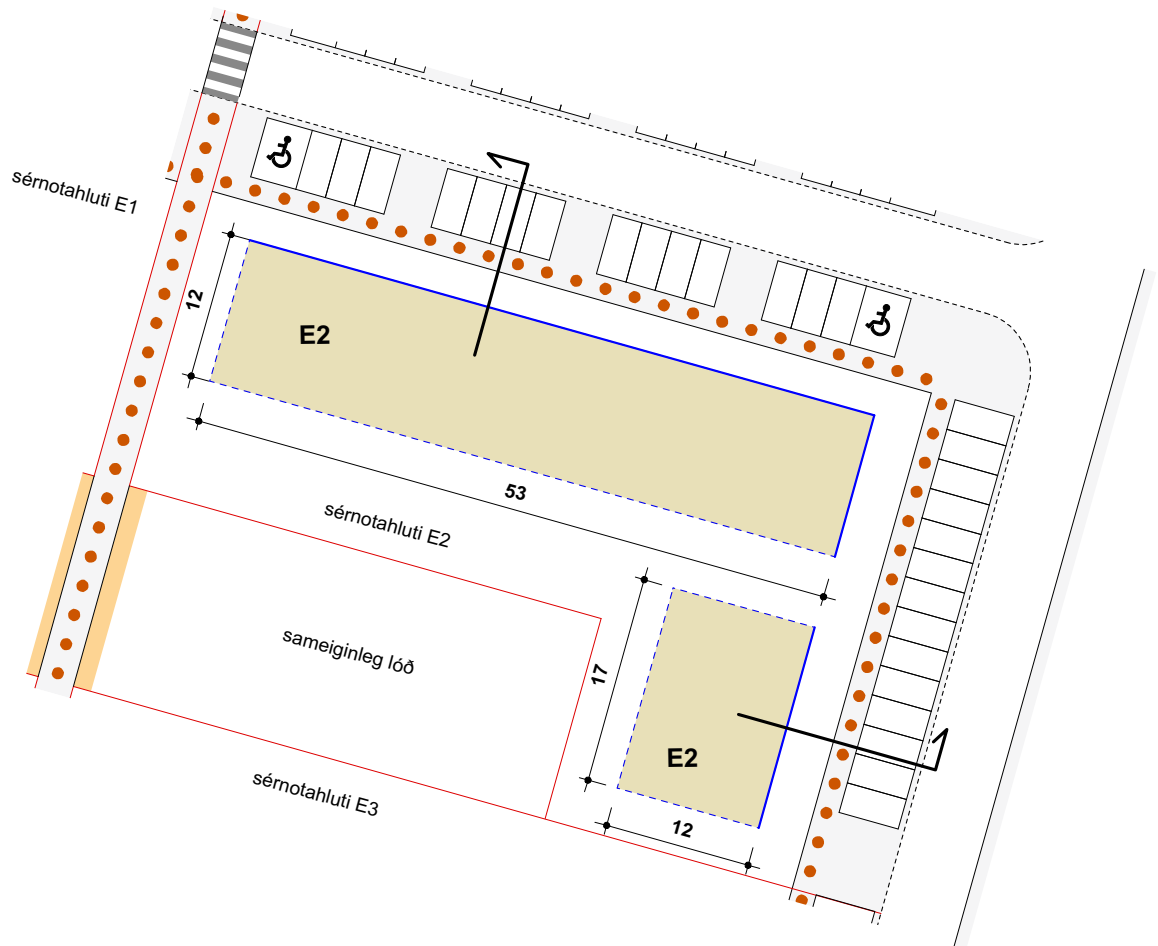 sérnotahluti E1
12
E2
53
sérnotahluti E2
sameiginleg lóð
17
E2
sérnotahluti E3
12